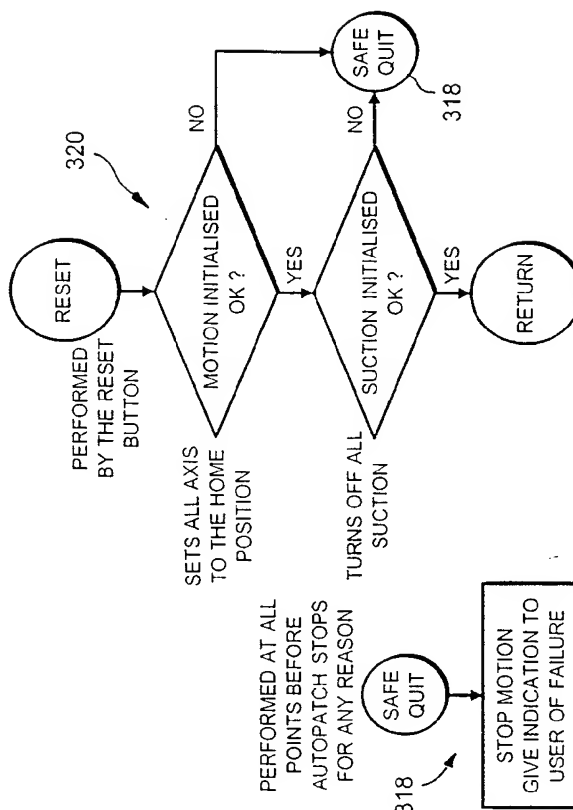 320
RESET
PERFORMED
BY THE RESET
BUTTON
MOTION INITIALISED
OK ?
NO
SETS ALL AXIS
TO THE HOME
POSITION
YES
SUCTION INITIALISED
OK ?
NO
SAFE
QUIT
318
TURNS OFF ALL
SUCTION
YES
RETURN
PERFORMED AT ALL
POINTS BEFORE
AUTOPATCH STOPS
FOR ANY REASON
SAFE
QUIT
318
STOP MOTION
GIVE INDICATION TO
USER OF FAILURE